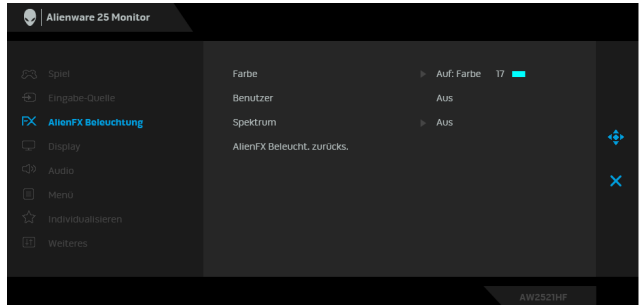 Alienware 25 Monitor
Spiel
Farbe Auf: Farbe 17
Eingabe-Quelle
Benutzer Aus
FX AlienFX Beleuchtung
Spektrum Aus
Display
AlienFX Beleucht. zurücks.
Audio
Menü
Individualisieren
Weiteres
AW2521HF